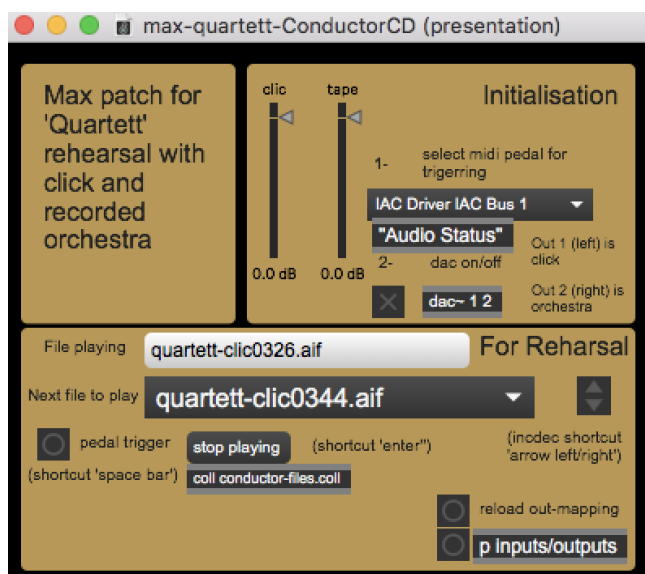 max-quartett-ConductorCD (presentation)
Max patch for
'Quartett'
rehearsal with
click and
recorded
orchestra
clic
tape
0.0 dB
0.0 dB
Initialisation
1-
select midi pedal for
trigerring
IAC Driver IAC Bus 1
"Audio Status"
2-
dac on/off
dac~ 1 2
Out 1 (left) is
click
Out 2 (right) is
orchestra
For Reharsal
File playing
quartett-clic0326.aif
Next file to play
quartett-clic0344.aif
pedal trigger
(shortcut 'space bar')
stop playing
(shortcut 'enter")
coll conductor-files.coll
(incdec shortcut
'arrow left/right')
reload out-mapping
p inputs/outputs